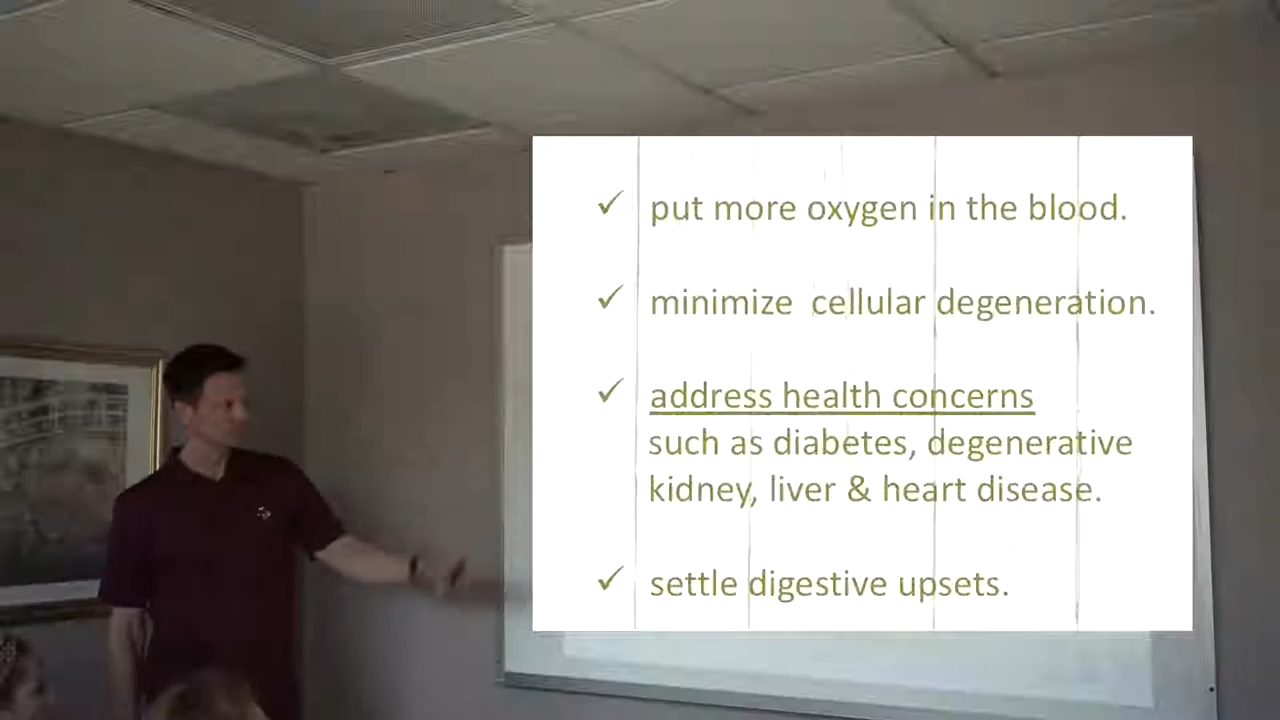 ✓ put more oxygen in the blood.
✓ minimize cellular degeneration.
✓ address health concerns
such as diabetes, degenerative
kidney, liver & heart disease.
✓ settle digestive upsets.